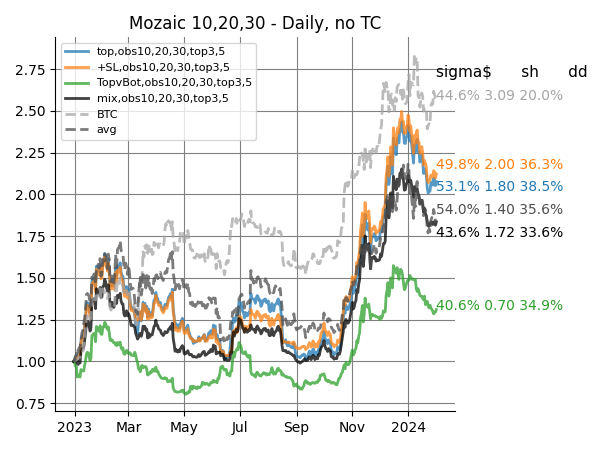 Mozaic 10,20,30 - Daily, no TC
top,obs10,20,30,top3,5
+SL,obs10,20,30,top3,5
TopvBot,obs10,20,30,top3,5
mix,obs10,20,30,top3,5
BTC
avg
sigma$ sh dd
44.6% 3.09 20.0%
49.8% 2.00 36.3%
53.1% 1.80 38.5%
54.0% 1.40 35.6%
43.6% 1.72 33.6%
40.6% 0.70 34.9%
2.75
2.50
2.25
2.00
1.75
1.50
1.25
1.00
0.75
2023 Mar May Jul Sep Nov 2024